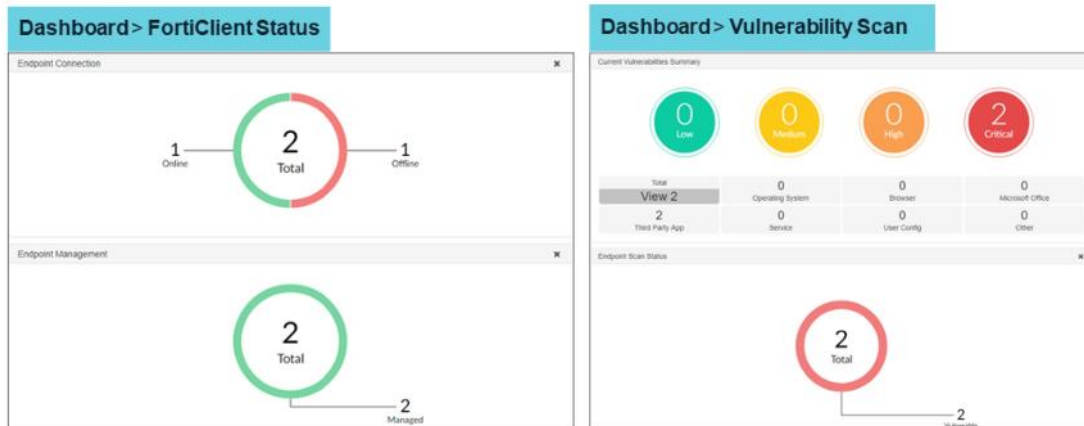 Dashboard > FortiClient Status
Endpoint Connection
2
Total
1
Online
1
Offline
Endpoint Management
2
Total
2
Managed
Dashboard > Vulnerability Scan
Current Vulnerabilities Summary
0
Low
0
Medium
0
High
2
Critical
Total
View 2
0
Operating System
0
Browser
0
Microsoft Office
2
Third Party App
0
Service
0
User Config
0
Other
Endpoint Scan Status
2
Total
2
Vulnerable